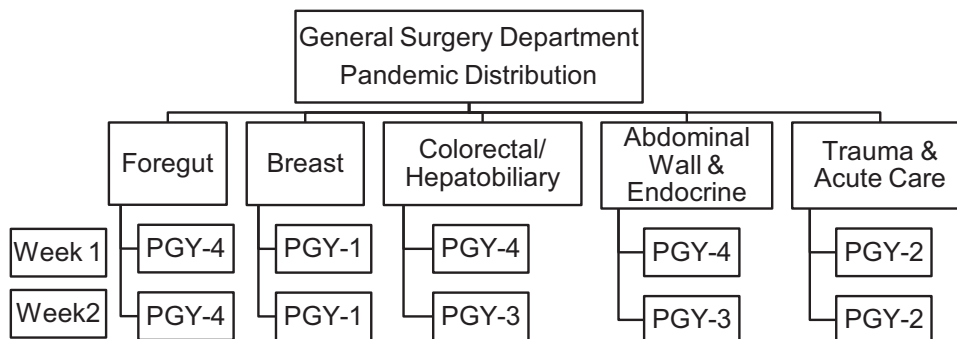 General Surgery Department
Pandemic Distribution
Foregut
Breast
Colorectal/
Hepatobiliary
Abdominal
Wall &
Endocrine
Trauma &
Acute Care
Week 1
PGY-4
PGY-1
PGY-4
PGY-4
PGY-2
Week2
PGY-4
PGY-1
PGY-3
PGY-3
PGY-2